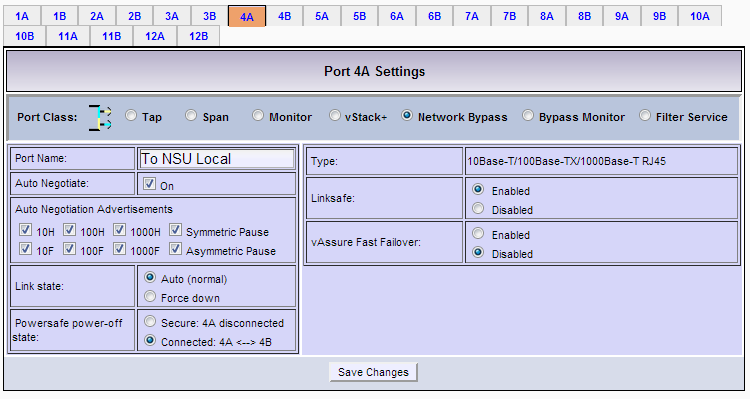 1A 1B 2A 2B 3A 3B 4A 4B 5A 5B 6A 6B 7A 7B 8A 8B 9A 9B 10A
10B 11A 11B 12A 12B
Port 4A Settings
Port Class: Tap Span Monitor vStack+ Network Bypass Bypass Monitor Filter Service
Port Name: To NSU Local
Auto Negotiate: On
Auto Negotiation Advertisements
10H 100H 1000H Symmetric Pause
10F 100F 1000F Asymmetric Pause
Link state: Auto (normal)
Force down
Powersafe power-off state: Secure: 4A disconnected
Connected: 4A <--> 4B
Type: 10Base-T/100Base-TX/1000Base-T RJ45
Linksafe: Enabled
Disabled
vAssure Fast Failover: Enabled
Disabled
Save Changes